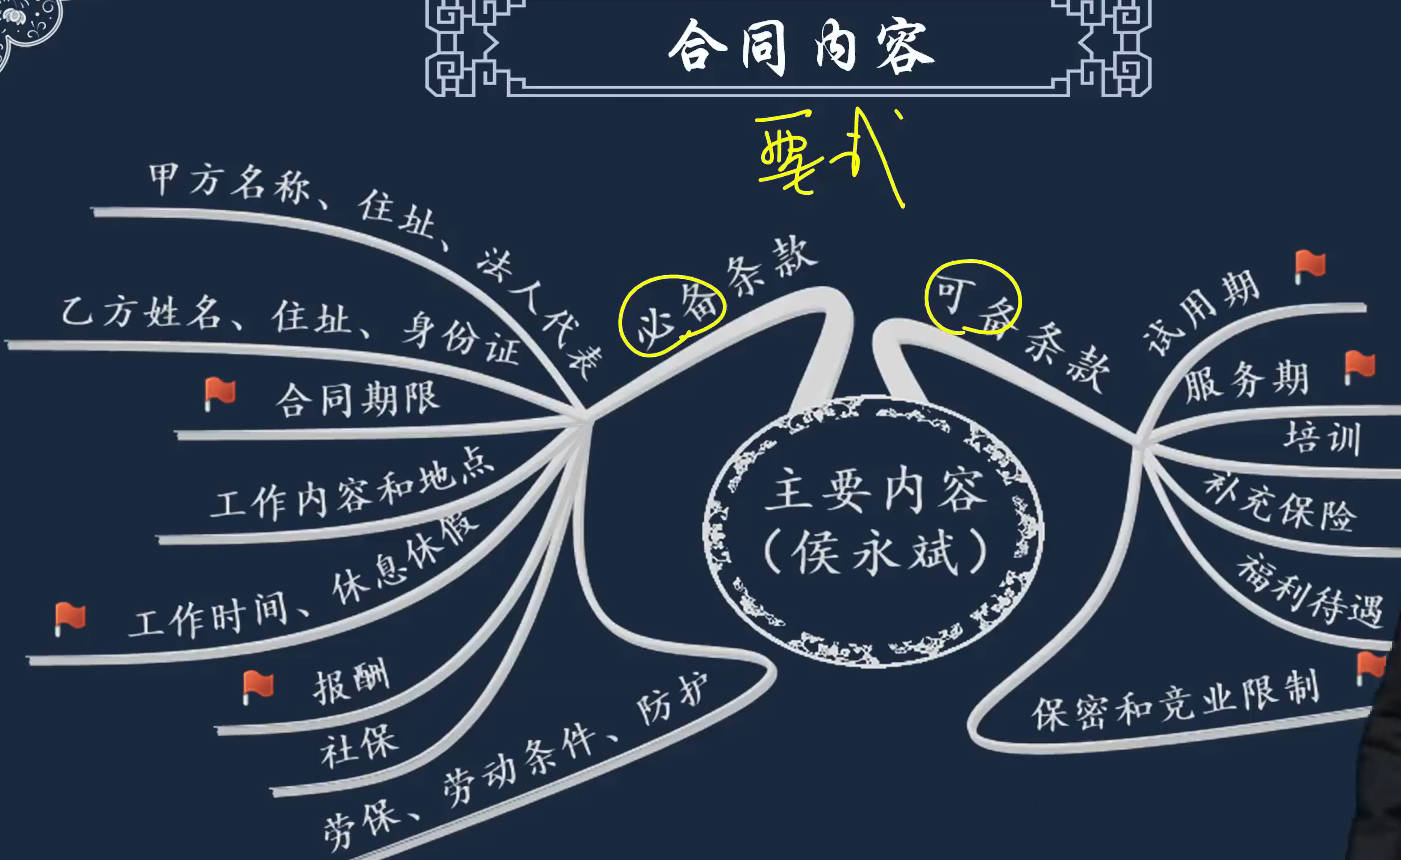 合同内容
要式
必备条款
甲方名称、住址、法人代表
乙方姓名、住址、身份证
合同期限
工作内容和地点
工作时间、休息休假
报酬
社保
劳保、劳动条件、防护
主要内容
（侯永斌）
可备条款
试用期
服务期
培训
补充保险
福利待遇
保密和竞业限制